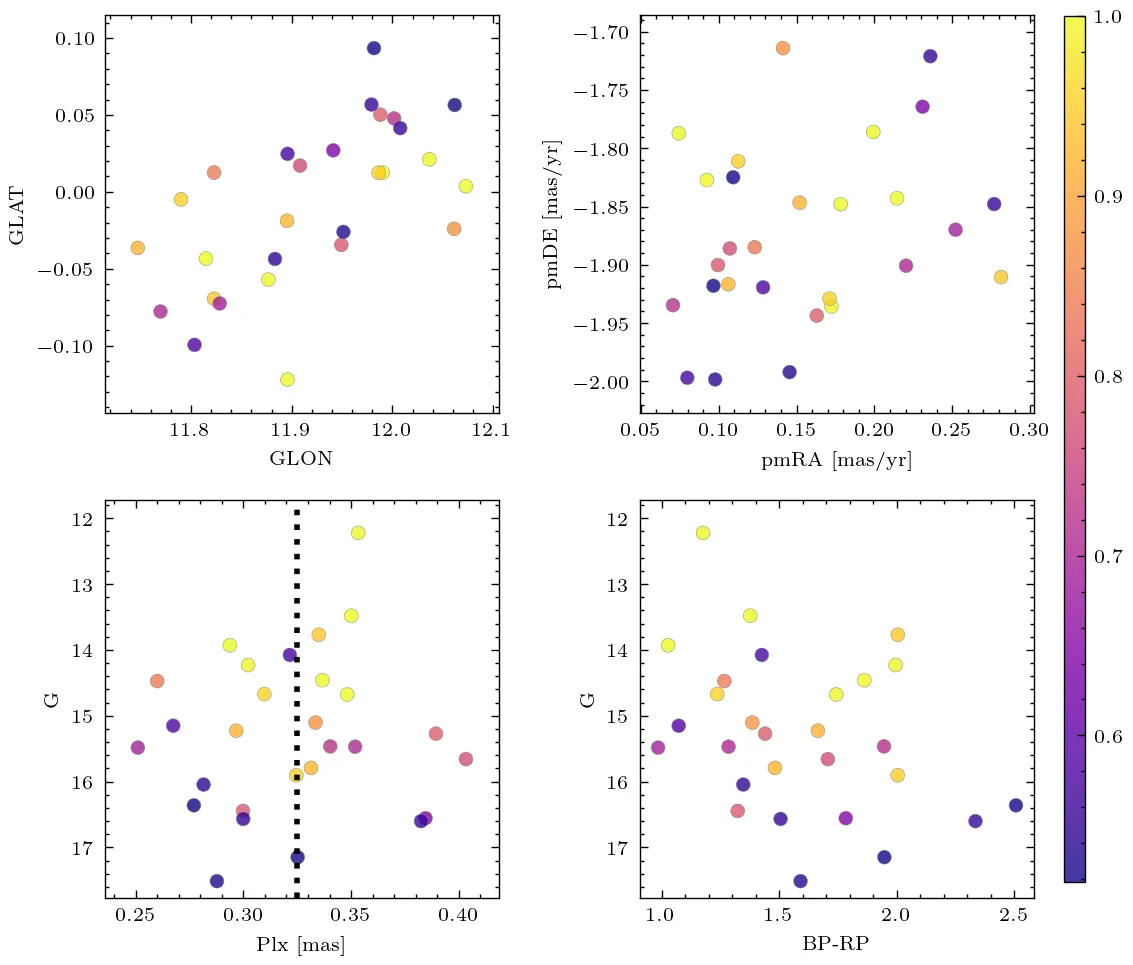 0.10
0.05
0.00
−0.05
−0.10
GLAT
11.8 11.9 12.0 12.1
GLON
−1.70
−1.75
−1.80
−1.85
−1.90
−1.95
−2.00
pmDE [mas/yr]
0.05 0.10 0.15 0.20 0.25 0.30
pmRA [mas/yr]
1.0
0.9
0.8
0.7
0.6
12
13
14
15
16
17
G
0.25 0.30 0.35 0.40
Plx [mas]
12
13
14
15
16
17
G
1.0 1.5 2.0 2.5
BP-RP